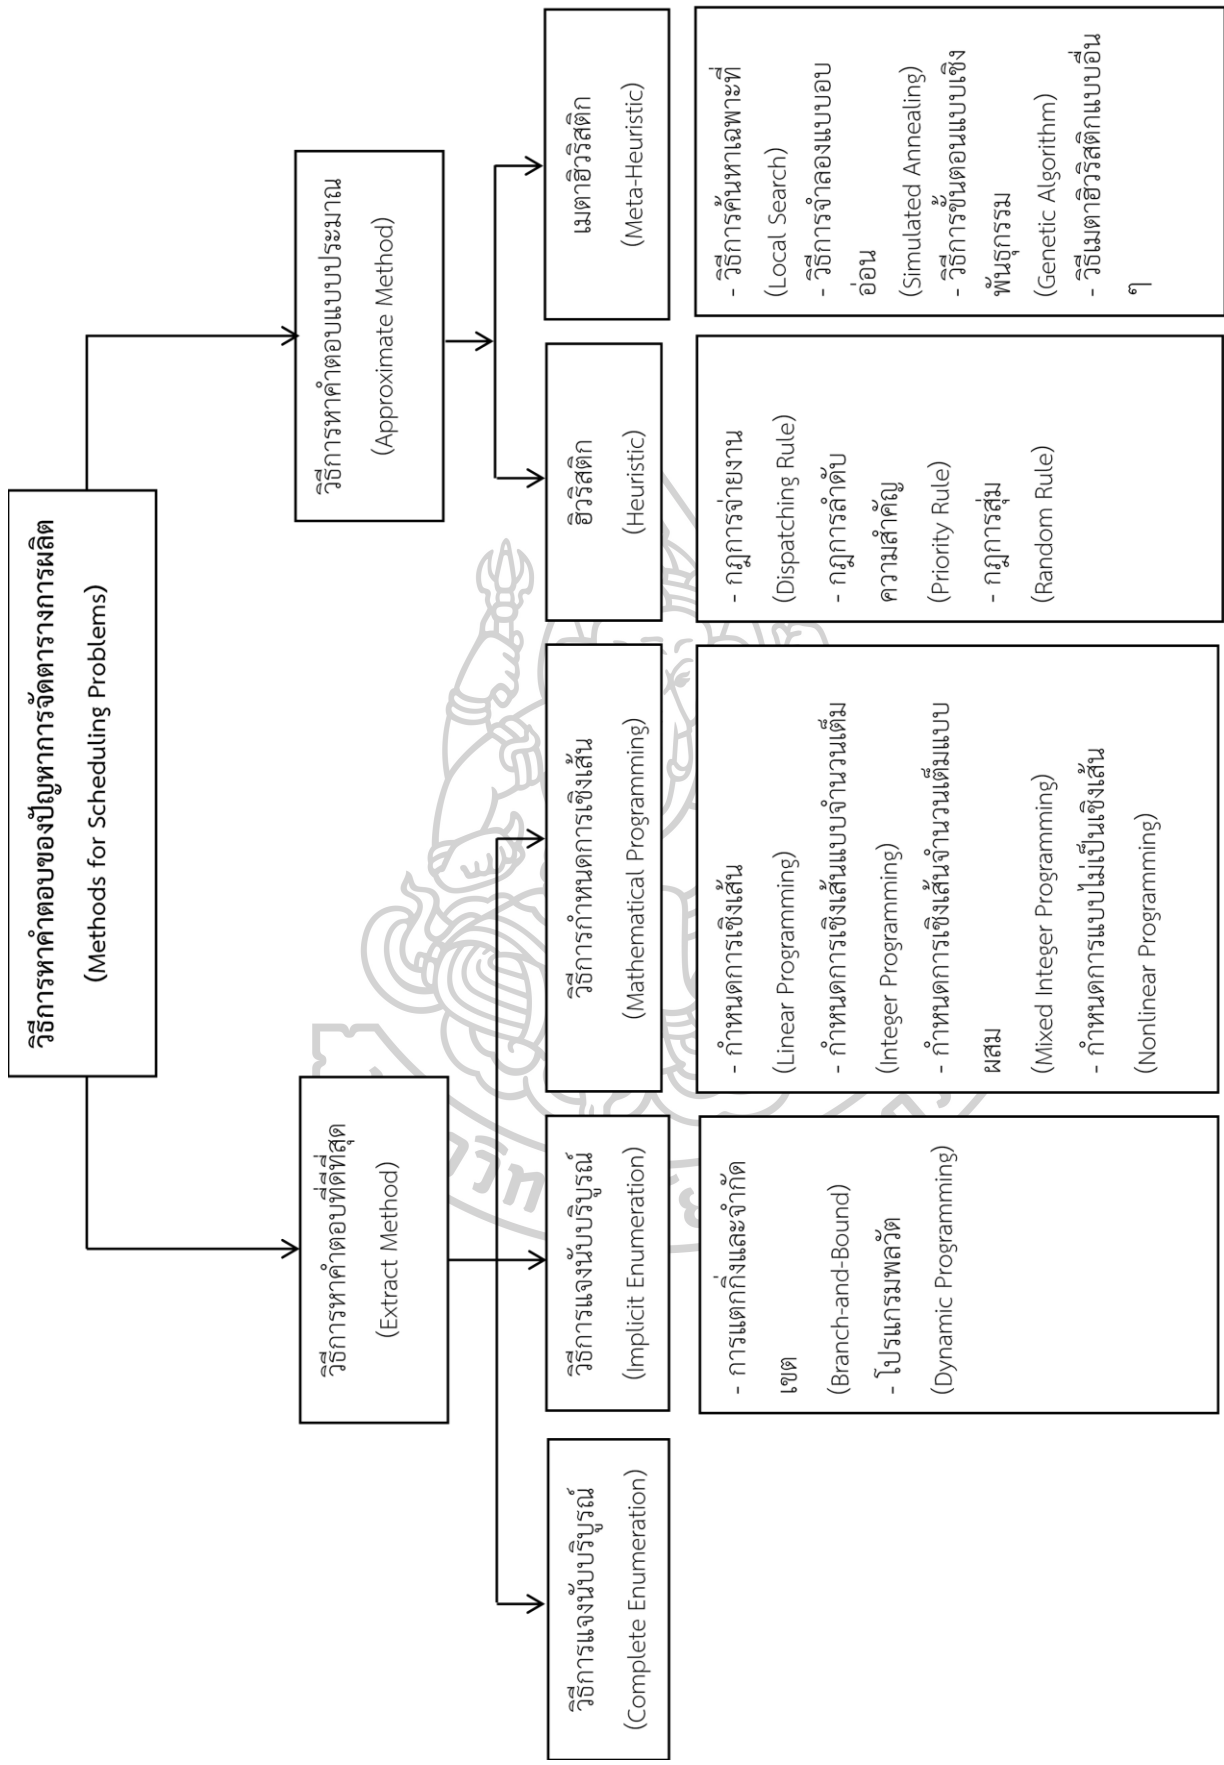 วิธีการหาคำตอบของปัญหาการจัดตารางการผลิต
(Methods for Scheduling Problems)
วิธีการหาคำตอบที่ดีที่สุด
(Extract Method)
วิธีการหาคำตอบแบบประมาณ
(Approximate Method)
วิธีการแจงนับบริบูรณ์
(Complete Enumeration)
วิธีการแจงนับบริบูรณ์
(Implicit Enumeration)
วิธีการกำหนดการเชิงเส้น
(Mathematical Programming)
ฮิวริสติก
(Heuristic)
เมตาฮิวริสติก
(Meta-Heuristic)
- การแตกกิ่งและจำกัด
เขต
(Branch-and-Bound)
- โปรแกรมพลวัต
(Dynamic Programming)
- กำหนดการเชิงเส้น
(Linear Programming)
- กำหนดการเชิงเส้นแบบจำนวนเต็ม
(Integer Programming)
- กำหนดการเชิงเส้นจำนวนเต็มแบบ
ผสม
(Mixed Integer Programming)
- กำหนดการแบบไม่เป็นเชิงเส้น
(Nonlinear Programming)
- กฎการจ่ายงาน
(Dispatching Rule)
- กฎการลำดับ
ความสำคัญ
(Priority Rule)
- กฎการสุ่ม
(Random Rule)
- วิธีการค้นหาเฉพาะที่
(Local Search)
- วิธีการจำลองแบบอบ
อ่อน
(Simulated Annealing)
- วิธีการขั้นตอนแบบเชิง
พันธุกรรม
(Genetic Algorithm)
- วิธีเมตาฮิวริสติกแบบอื่น
ๆ